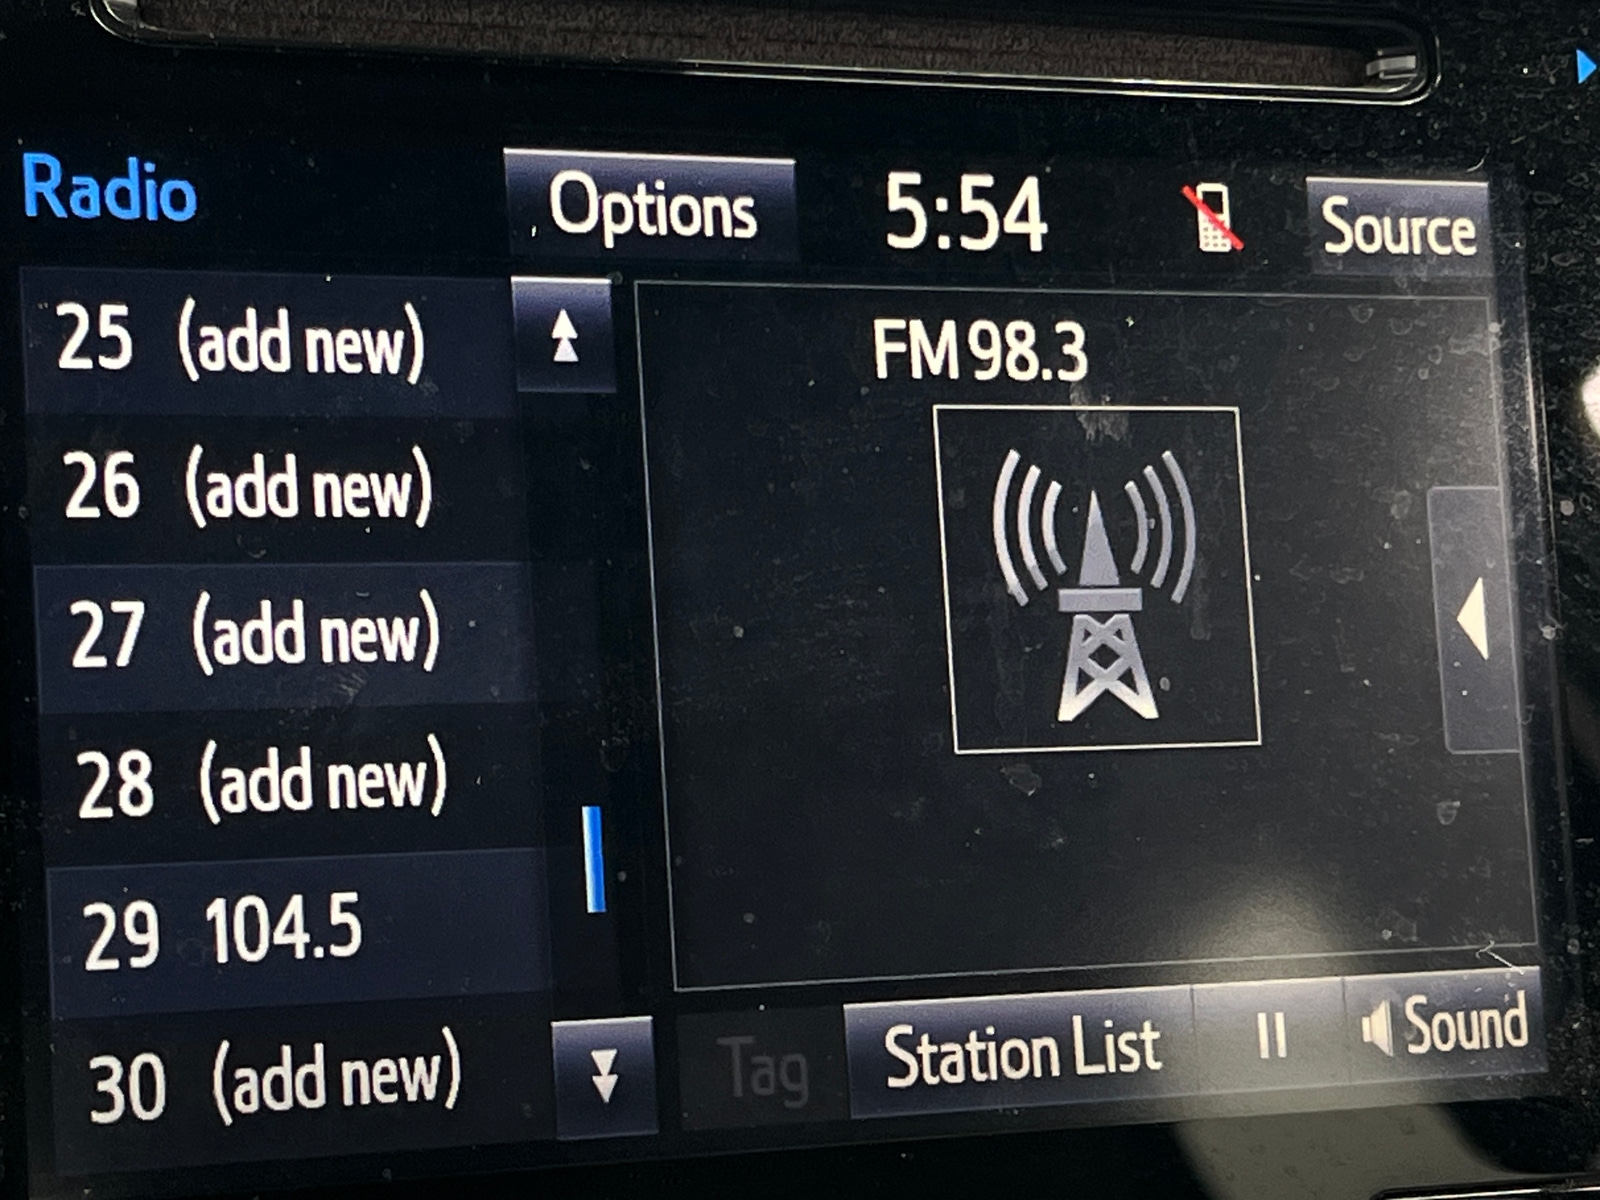 Radio
Options
5:54
Source
25 (add new)
26 (add new)
27 (add new)
28 (add new)
29 104.5
30 (add new)
FM 98.3
Tag
Station List
Sound